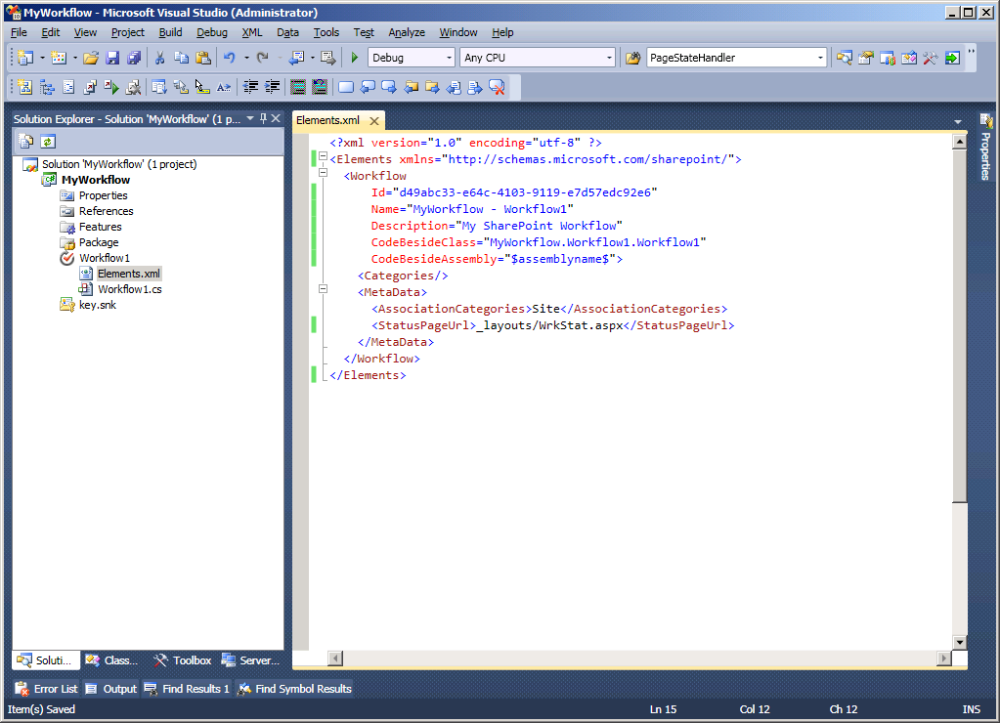 MyWorkflow - Microsoft Visual Studio (Administrator)
File Edit View Project Build Debug XML Data Tools Test Analyze Window Help
Debug Any CPU PageStateHandler
Solution Explorer - Solution 'MyWorkflow' (1 p...
Solution 'MyWorkflow' (1 project)
MyWorkflow
Properties
References
Features
Package
Workflow1
Elements.xml
Workflow1.cs
key.snk
Soluti... Class... Toolbox Server...
Elements.xml
<?xml version="1.0" encoding="utf-8" ?>
<Elements xmlns="http://schemas.microsoft.com/sharepoint/">
<Workflow
Id="d49abc33-e64c-4103-9119-e7d57edc92e6"
Name="MyWorkflow - Workflow1"
Description="My SharePoint Workflow"
CodeBesideClass="MyWorkflow.Workflow1.Workflow1"
CodeBesideAssembly="$assemblyname$">
<Categories/>
<MetaData>
<AssociationCategories>Site</AssociationCategories>
<StatusPageUrl>_layouts/WrkStat.aspx</StatusPageUrl>
</MetaData>
</Workflow>
</Elements>
Properties
Error List Output Find Results 1 Find Symbol Results
Item(s) Saved Ln 15 Col 12 Ch 12 INS